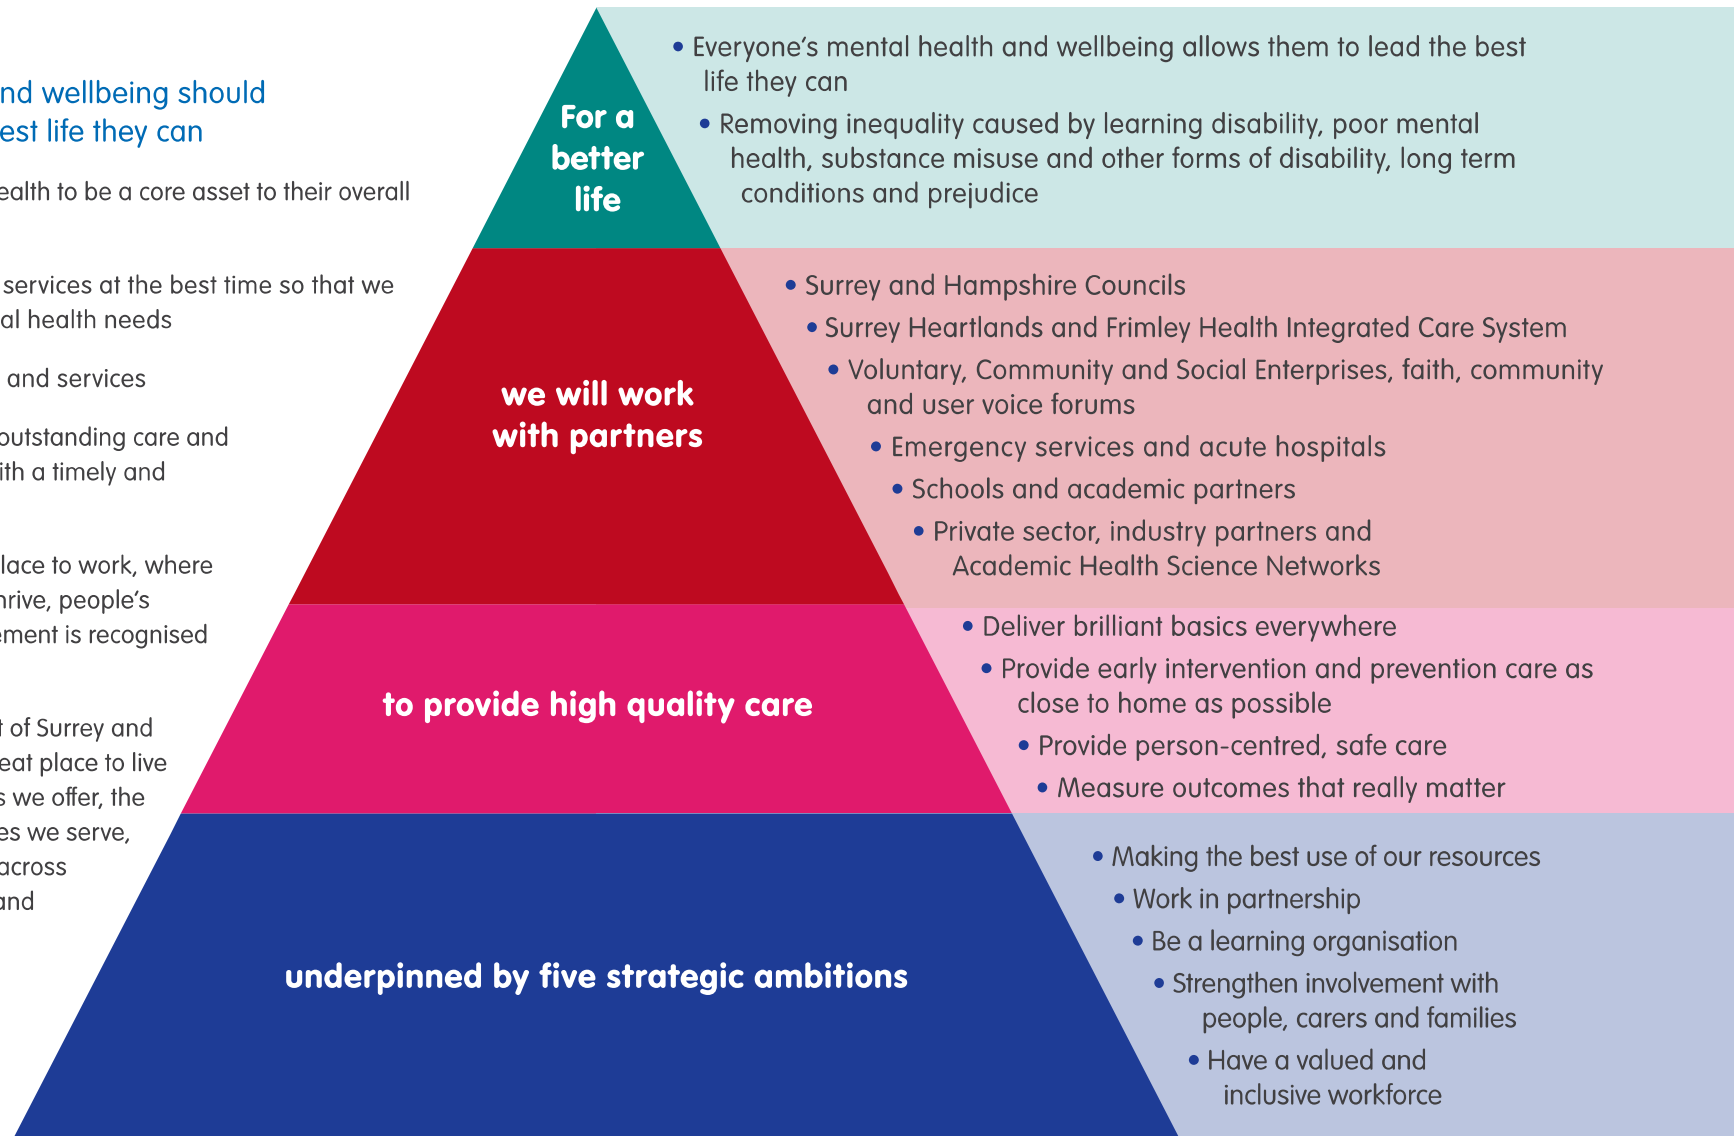 nd wellbeing should
est life they can
ealth to be a core asset to their overall
services at the best time so that we
al health needs
and services
outstanding care and
ith a timely and
lace to work, where
hrive, people's
ement is recognised
t of Surrey and
eat place to live
s we offer, the
es we serve,
across
and
For a
better
life
• Everyone's mental health and wellbeing allows them to lead the best
life they can
• Removing inequality caused by learning disability, poor mental
health, substance misuse and other forms of disability, long term
conditions and prejudice
we will work
with partners
• Surrey and Hampshire Councils
• Surrey Heartlands and Frimley Health Integrated Care System
• Voluntary, Community and Social Enterprises, faith, community
and user voice forums
• Emergency services and acute hospitals
• Schools and academic partners
• Private sector, industry partners and
Academic Health Science Networks
to provide high quality care
• Deliver brilliant basics everywhere
• Provide early intervention and prevention care as
close to home as possible
• Provide person-centred, safe care
• Measure outcomes that really matter
underpinned by five strategic ambitions
• Making the best use of our resources
• Work in partnership
• Be a learning organisation
• Strengthen involvement with
people, carers and families
• Have a valued and
inclusive workforce